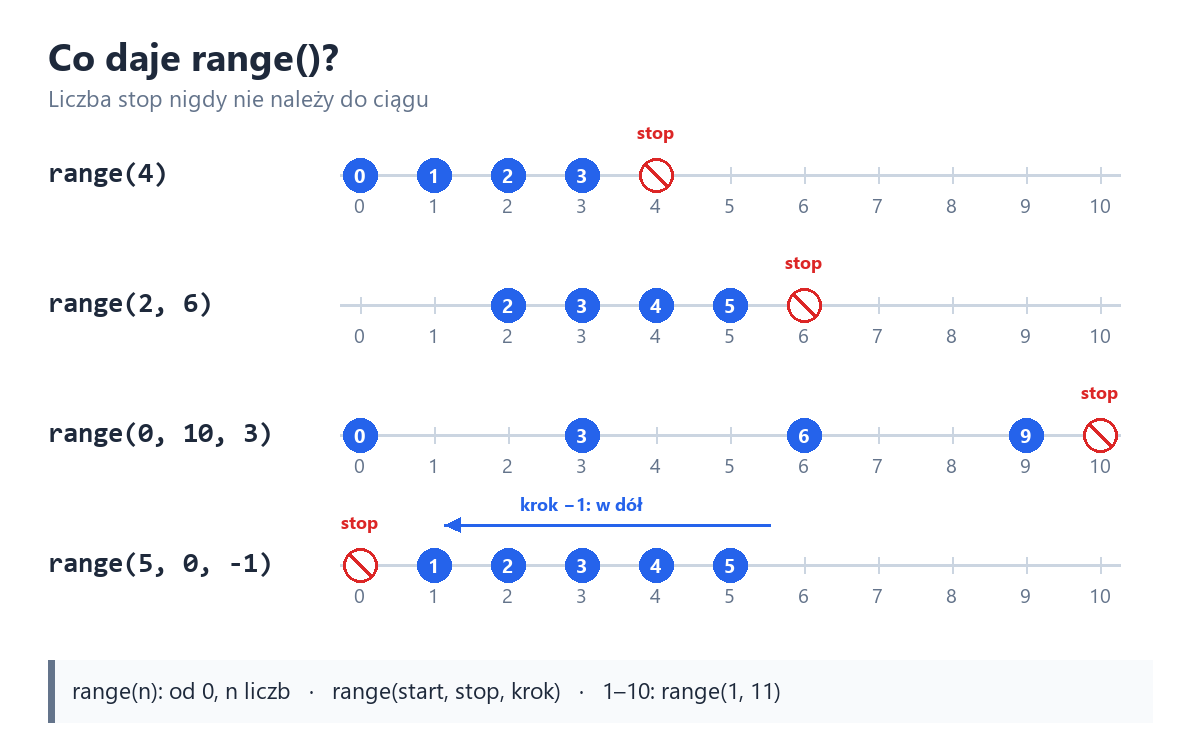 Co daje range()?
Liczba stop nigdy nie należy do ciągu
stop
range(4)
0 1 2 3
0 1 2 3 4 5 6 7 8 9 10
stop
range(2, 6)
2 3 4 5
0 1 2 3 4 5 6 7 8 9 10
stop
range(0, 10, 3)
0 3 6 9
0 1 2 3 4 5 6 7 8 9 10
krok −1: w dół
stop
range(5, 0, -1)
1 2 3 4 5
0 1 2 3 4 5 6 7 8 9 10
range(n): od 0, n liczb · range(start, stop, krok) · 1–10: range(1, 11)